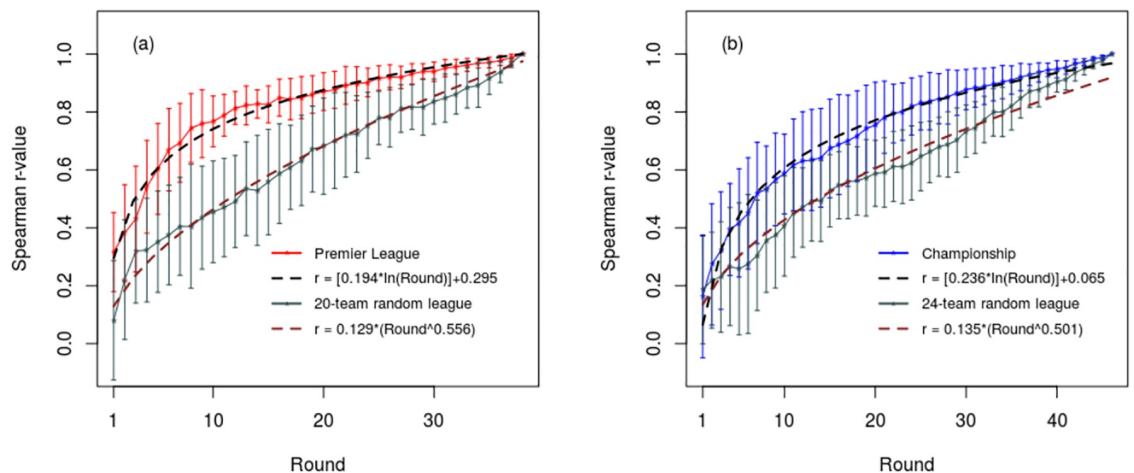 (a)
Spearman r-value
1.0
0.8
0.6
0.4
0.2
0.0
Premier League
r = [0.194*ln(Round)]+0.295
20-team random league
r = 0.129*(Round^0.556)
1 10 20 30
Round
(b)
Spearman r-value
1.0
0.8
0.6
0.4
0.2
0.0
Championship
r = [0.236*ln(Round)]+0.065
24-team random league
r = 0.135*(Round^0.501)
1 10 20 30 40
Round